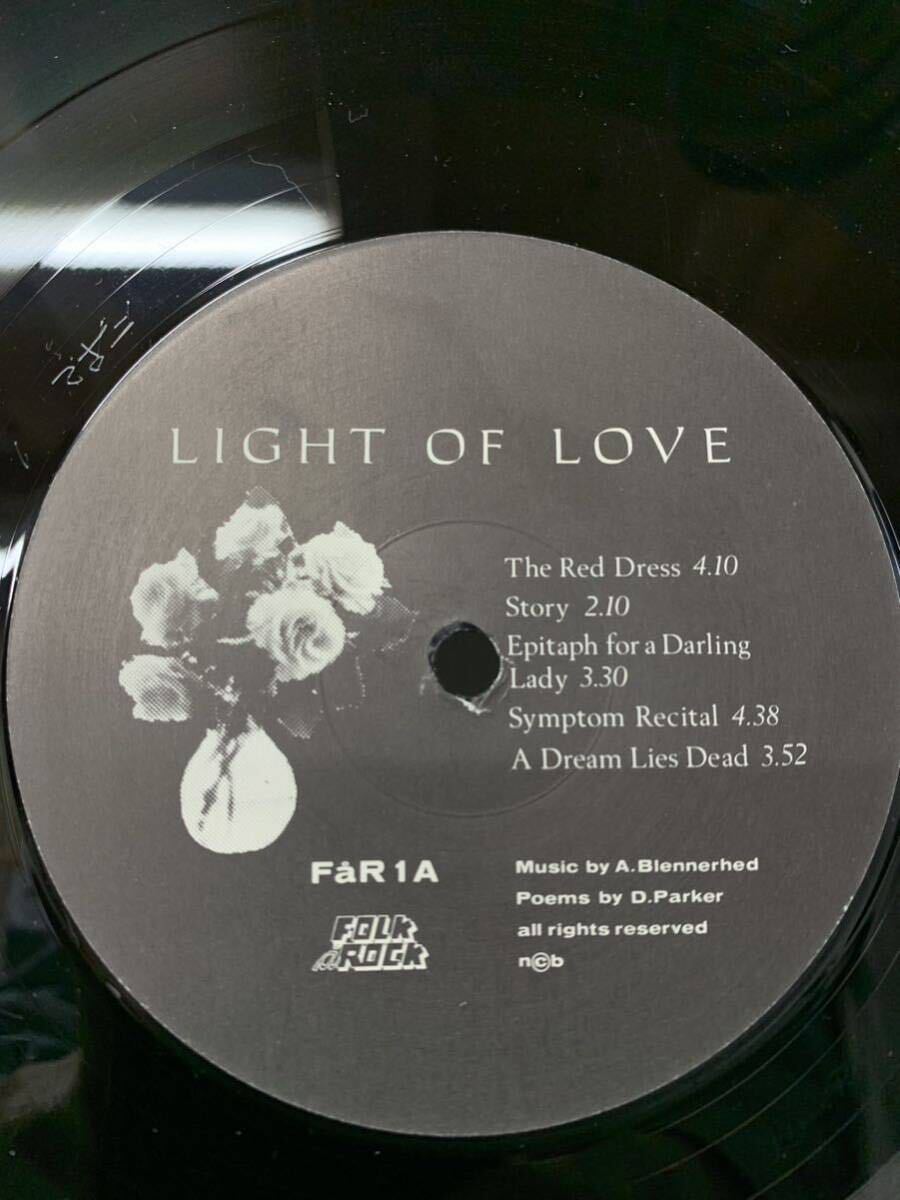 LIGHT OF LOVE
The Red Dress 4.10
Story 2.10
Epitaph for a Darling
Lady 3.30
Symptom Recital 4.38
A Dream Lies Dead 3.52
FåR 1 A
FOLK
å ROCK
Music by A. Blennerhed
Poems by D. Parker
all rights reserved
n©b